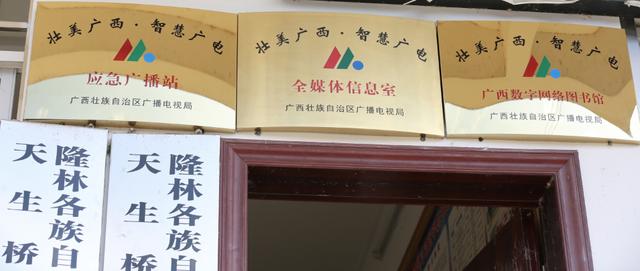 壮美广西·智慧广电
应急广播站
广西壮族自治区广播电视局
壮美广西·智慧广电
全媒体信息室
广西壮族自治区广播电视局
壮美广西·智慧广电
广西数字网络图书馆
广西壮族自治区广播电视局
隆林各族自
天生桥
隆林各族自
天生桥